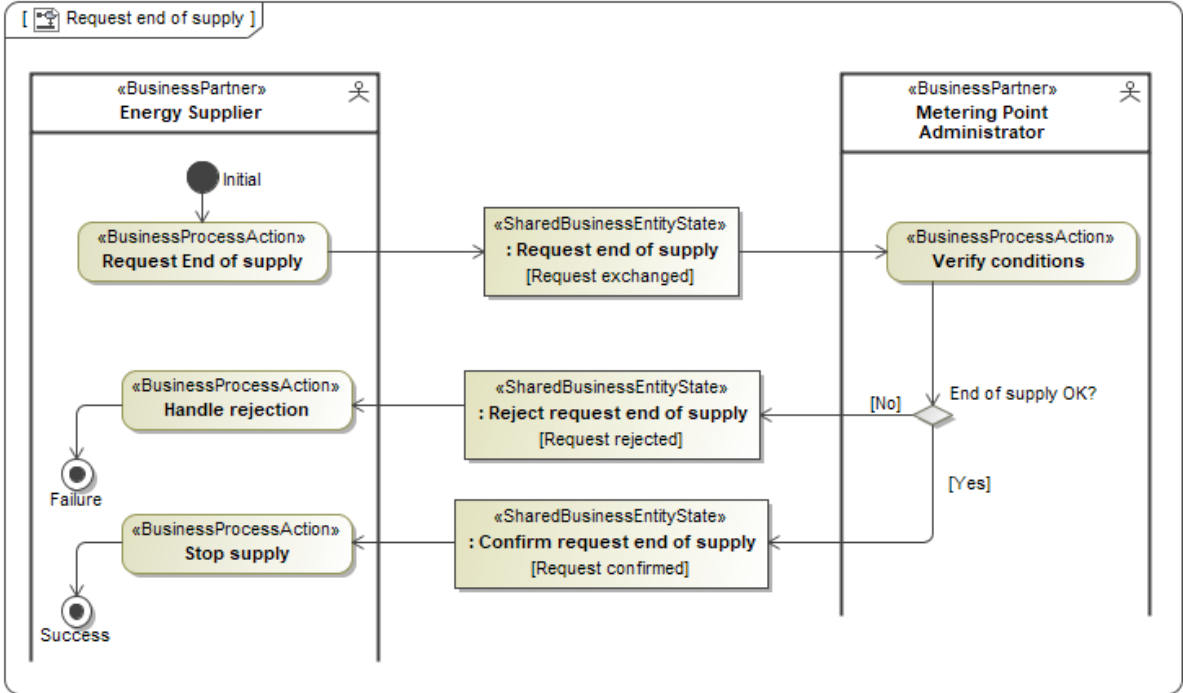 [ Request end of supply ]
«BusinessPartner»
Energy Supplier
«BusinessPartner»
Metering Point
Administrator
Initial
«BusinessProcessAction»
Request End of supply
«SharedBusinessEntityState»
: Request end of supply
[Request exchanged]
«BusinessProcessAction»
Verify conditions
«BusinessProcessAction»
Handle rejection
«SharedBusinessEntityState»
: Reject request end of supply
[Request rejected]
[No]
End of supply OK?
Failure
[Yes]
«BusinessProcessAction»
Stop supply
«SharedBusinessEntityState»
: Confirm request end of supply
[Request confirmed]
Success